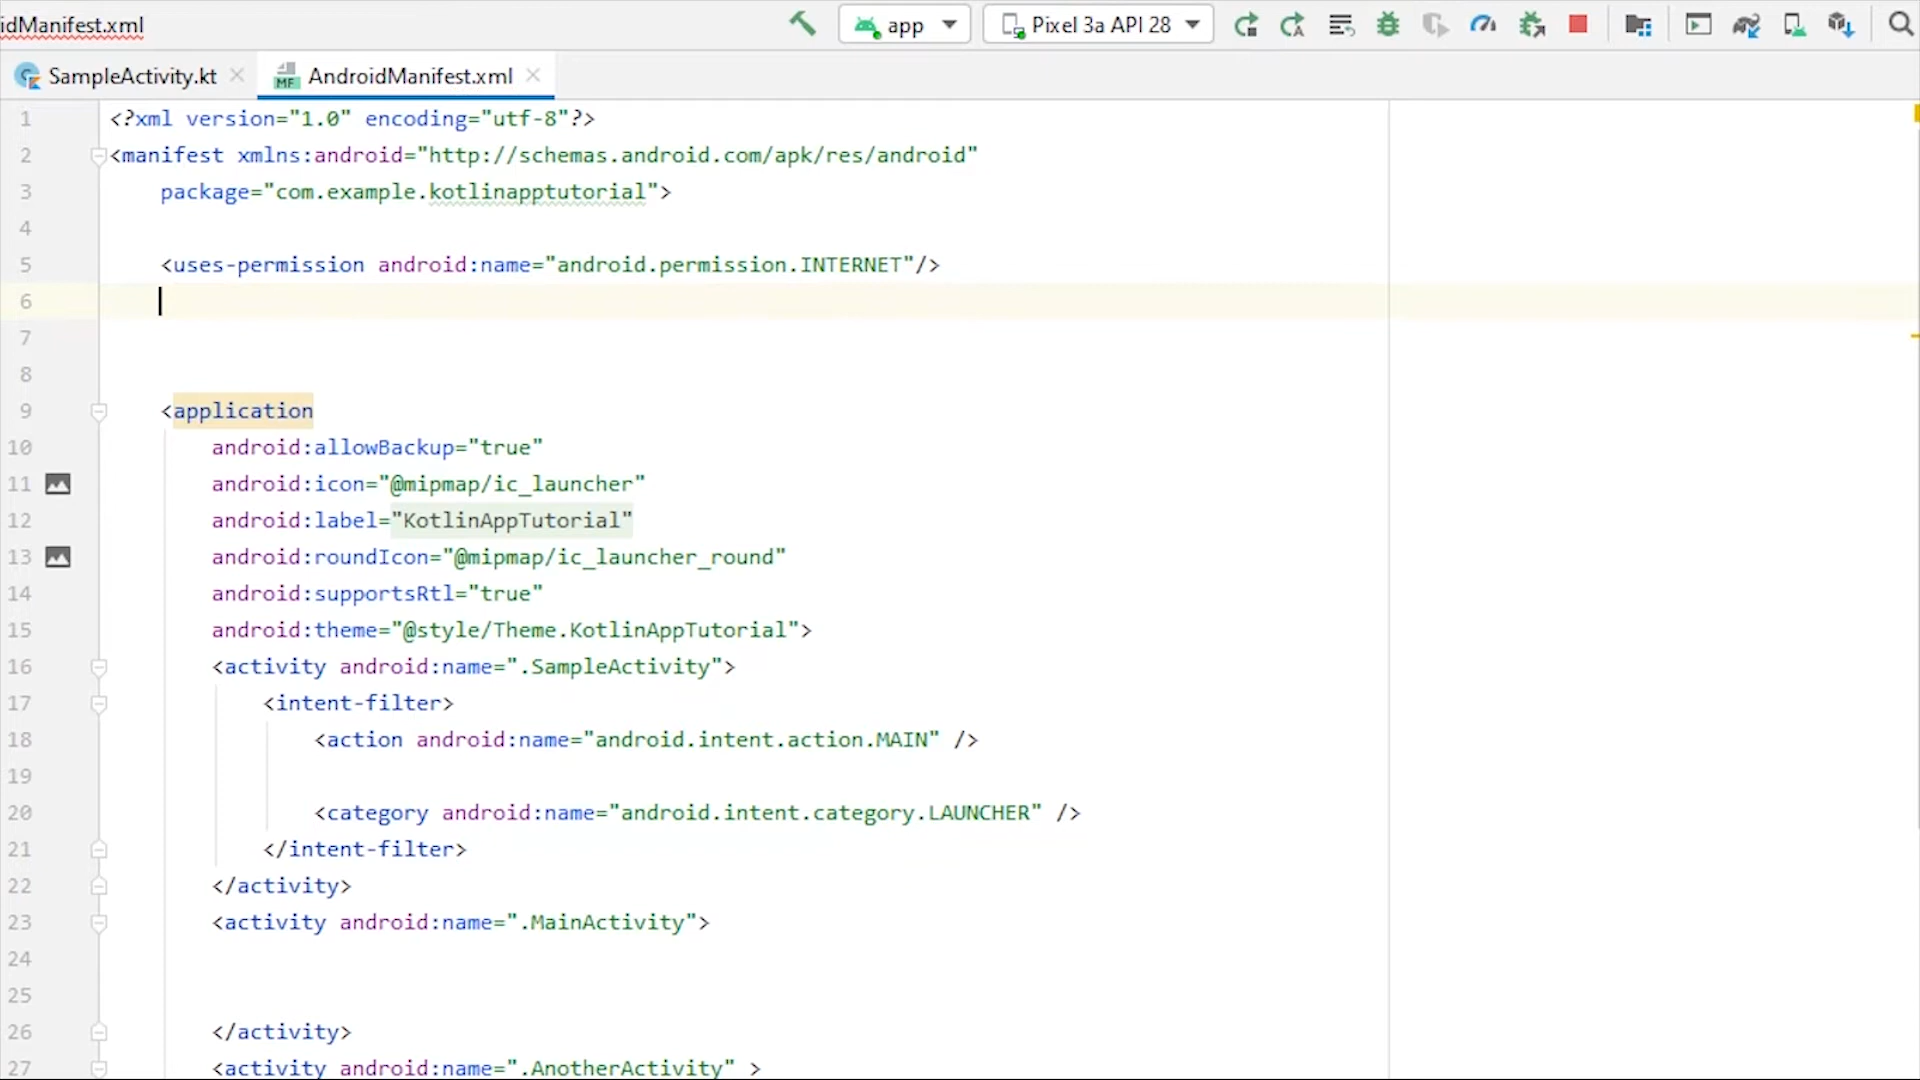 idManifest.xml
app
Pixel 3a API 28
SampleActivity.kt
MF
AndroidManifest.xml
1 <?xml version="1.0" encoding="utf-8"?>
2 <manifest xmlns:android="http://schemas.android.com/apk/res/android"
3     package="com.example.kotlinapptutorial">
4
5     <uses-permission android:name="android.permission.INTERNET"/>
6
7
8
9     <application
10         android:allowBackup="true"
11         android:icon="@mipmap/ic_launcher"
12         android:label="KotlinAppTutorial"
13         android:roundIcon="@mipmap/ic_launcher_round"
14         android:supportsRtl="true"
15         android:theme="@style/Theme.KotlinAppTutorial">
16         <activity android:name=".SampleActivity">
17             <intent-filter>
18                 <action android:name="android.intent.action.MAIN" />
19
20                 <category android:name="android.intent.category.LAUNCHER" />
21             </intent-filter>
22         </activity>
23         <activity android:name=".MainActivity">
24
25
26         </activity>
27         <activity android:name=".AnotherActivity" >